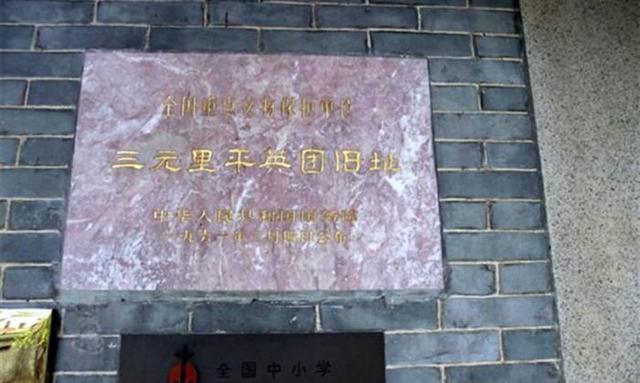 全国重点文物保护单位
三元里平英团旧址
中华人民共和国国务院
一九六一年三月四日公布
全国中小学